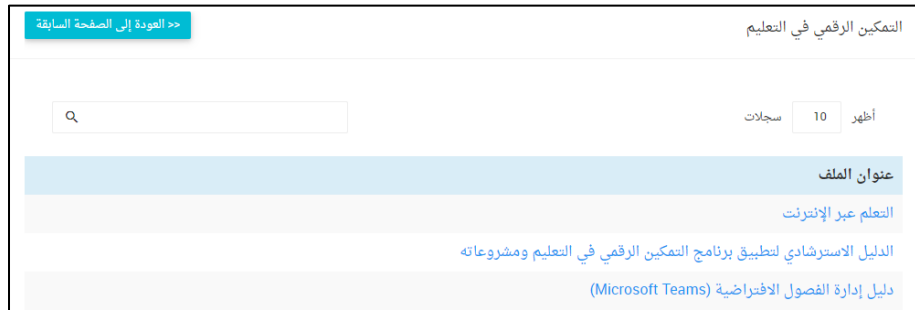 التمكين الرقمي في التعليم
<< العودة إلى الصفحة السابقة
أظهر 10 سجلات
عنوان الملف
التعلم عبر الإنترنت
الدليل الاسترشادي لتطبيق برنامج التمكين الرقمي في التعليم ومشروعاته
دليل إدارة الفصول الافتراضية (Microsoft Teams)